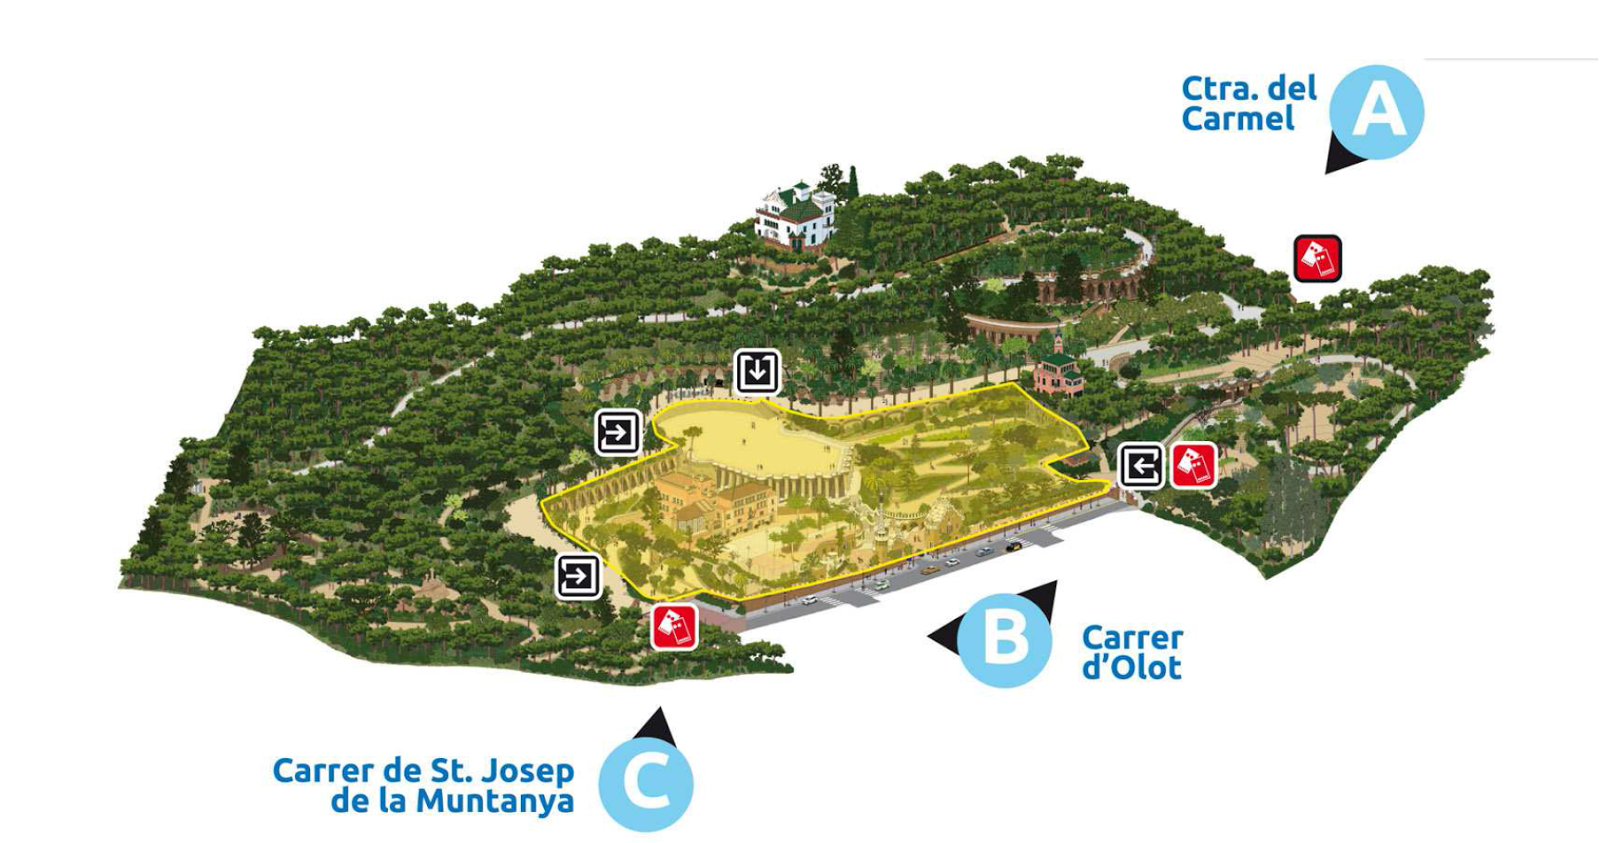 Ctra. del
Carmel
A
B
Carrer
d'Olot
Carrer de St. Josep
de la Muntanya
C